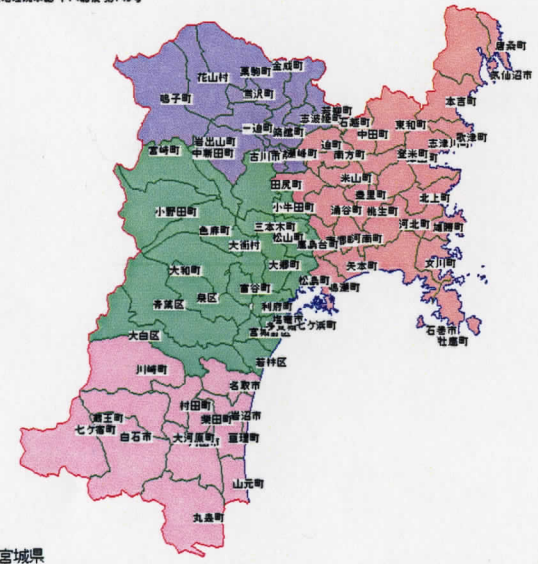 唐桑町
気仙沼市
金成町
栗駒町
花山村
鳴子町
鶯沢町
本吉町
若柳町
志波姫町
石越町
東和町
一迫町
築館町
中田町
歌津町
志津川町
岩出山町
迫町
宮崎町
中新田町
古川市
瀬峰町
南方町
登米町
田尻町
米山町
豊里町
北上町
小野田町
小牛田町
涌谷町
桃生町
河北町
雄勝町
色麻町
三本木町
松山町
鹿島台町
河南町
大衡村
大和町
大郷町
矢本町
女川町
松島町
鳴瀬町
富谷町
泉区
青葉区
利府町
塩竈市
七ヶ浜町
石巻市
牡鹿町
大白区
若林区
川崎町
名取市
村田町
岩沼市
蔵王町
柴田町
七ヶ宿町
白石市
大河原町
亘理町
山元町
丸森町
宮城県